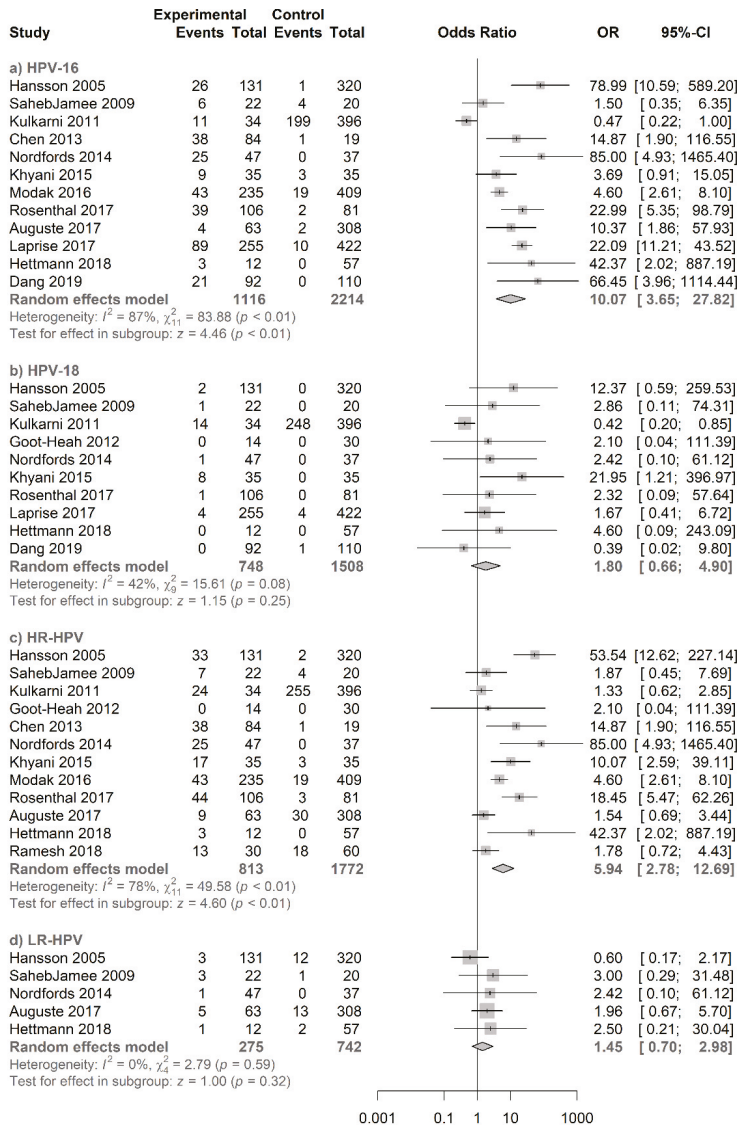 Experimental Control
Study Events Total Events Total Odds Ratio OR 95%-CI
a) HPV-16
Hansson 2005 26 131 1 320 78.99 [10.59; 589.20]
SahebJamee 2009 6 22 4 20 1.50 [ 0.35; 6.35]
Kulkarni 2011 11 34 199 396 0.47 [ 0.22; 1.00]
Chen 2013 38 84 1 19 14.87 [ 1.90; 116.55]
Nordfords 2014 25 47 0 37 85.00 [ 4.93; 1465.40]
Khyani 2015 9 35 3 35 3.69 [ 0.91; 15.05]
Modak 2016 43 235 19 409 4.60 [ 2.61; 8.10]
Rosenthal 2017 39 106 2 81 22.99 [ 5.35; 98.79]
Auguste 2017 4 63 2 308 10.37 [ 1.86; 57.93]
Laprise 2017 89 255 10 422 22.09 [11.21; 43.52]
Hettmann 2018 3 12 0 57 42.37 [ 2.02; 887.19]
Dang 2019 21 92 0 110 66.45 [ 3.96; 1114.44]
Random effects model 1116 2214 10.07 [ 3.65; 27.82]
Heterogeneity: I² = 87%, χ²₁₁ = 83.88 (p < 0.01)
Test for effect in subgroup: z = 4.46 (p < 0.01)
b) HPV-18
Hansson 2005 2 131 0 320 12.37 [ 0.59; 259.53]
SahebJamee 2009 1 22 0 20 2.86 [ 0.11; 74.31]
Kulkarni 2011 14 34 248 396 0.42 [ 0.20; 0.85]
Goot-Heah 2012 0 14 0 30 2.10 [ 0.04; 111.39]
Nordfords 2014 1 47 0 37 2.42 [ 0.10; 61.12]
Khyani 2015 8 35 0 35 21.95 [ 1.21; 396.97]
Rosenthal 2017 1 106 0 81 2.32 [ 0.09; 57.64]
Laprise 2017 4 255 4 422 1.67 [ 0.41; 6.72]
Hettmann 2018 0 12 0 57 4.60 [ 0.09; 243.09]
Dang 2019 0 92 1 110 0.39 [ 0.02; 9.80]
Random effects model 748 1508 1.80 [ 0.66; 4.90]
Heterogeneity: I² = 42%, χ²₉ = 15.61 (p = 0.08)
Test for effect in subgroup: z = 1.15 (p = 0.25)
c) HR-HPV
Hansson 2005 33 131 2 320 53.54 [12.62; 227.14]
SahebJamee 2009 7 22 4 20 1.87 [ 0.45; 7.69]
Kulkarni 2011 24 34 255 396 1.33 [ 0.62; 2.85]
Goot-Heah 2012 0 14 0 30 2.10 [ 0.04; 111.39]
Chen 2013 38 84 1 19 14.87 [ 1.90; 116.55]
Nordfords 2014 25 47 0 37 85.00 [ 4.93; 1465.40]
Khyani 2015 17 35 3 35 10.07 [ 2.59; 39.11]
Modak 2016 43 235 19 409 4.60 [ 2.61; 8.10]
Rosenthal 2017 44 106 3 81 18.45 [ 5.47; 62.26]
Auguste 2017 9 63 30 308 1.54 [ 0.69; 3.44]
Hettmann 2018 3 12 0 57 42.37 [ 2.02; 887.19]
Ramesh 2018 13 30 18 60 1.78 [ 0.72; 4.43]
Random effects model 813 1772 5.94 [ 2.78; 12.69]
Heterogeneity: I² = 78%, χ²₁₁ = 49.58 (p < 0.01)
Test for effect in subgroup: z = 4.60 (p < 0.01)
d) LR-HPV
Hansson 2005 3 131 12 320 0.60 [ 0.17; 2.17]
SahebJamee 2009 3 22 1 20 3.00 [ 0.29; 31.48]
Nordfords 2014 1 47 0 37 2.42 [ 0.10; 61.12]
Auguste 2017 5 63 13 308 1.96 [ 0.67; 5.70]
Hettmann 2018 1 12 2 57 2.50 [ 0.21; 30.04]
Random effects model 275 742 1.45 [ 0.70; 2.98]
Heterogeneity: I² = 0%, χ²₄ = 2.79 (p = 0.59)
Test for effect in subgroup: z = 1.00 (p = 0.32)
0.001 0.1 1 10 1000